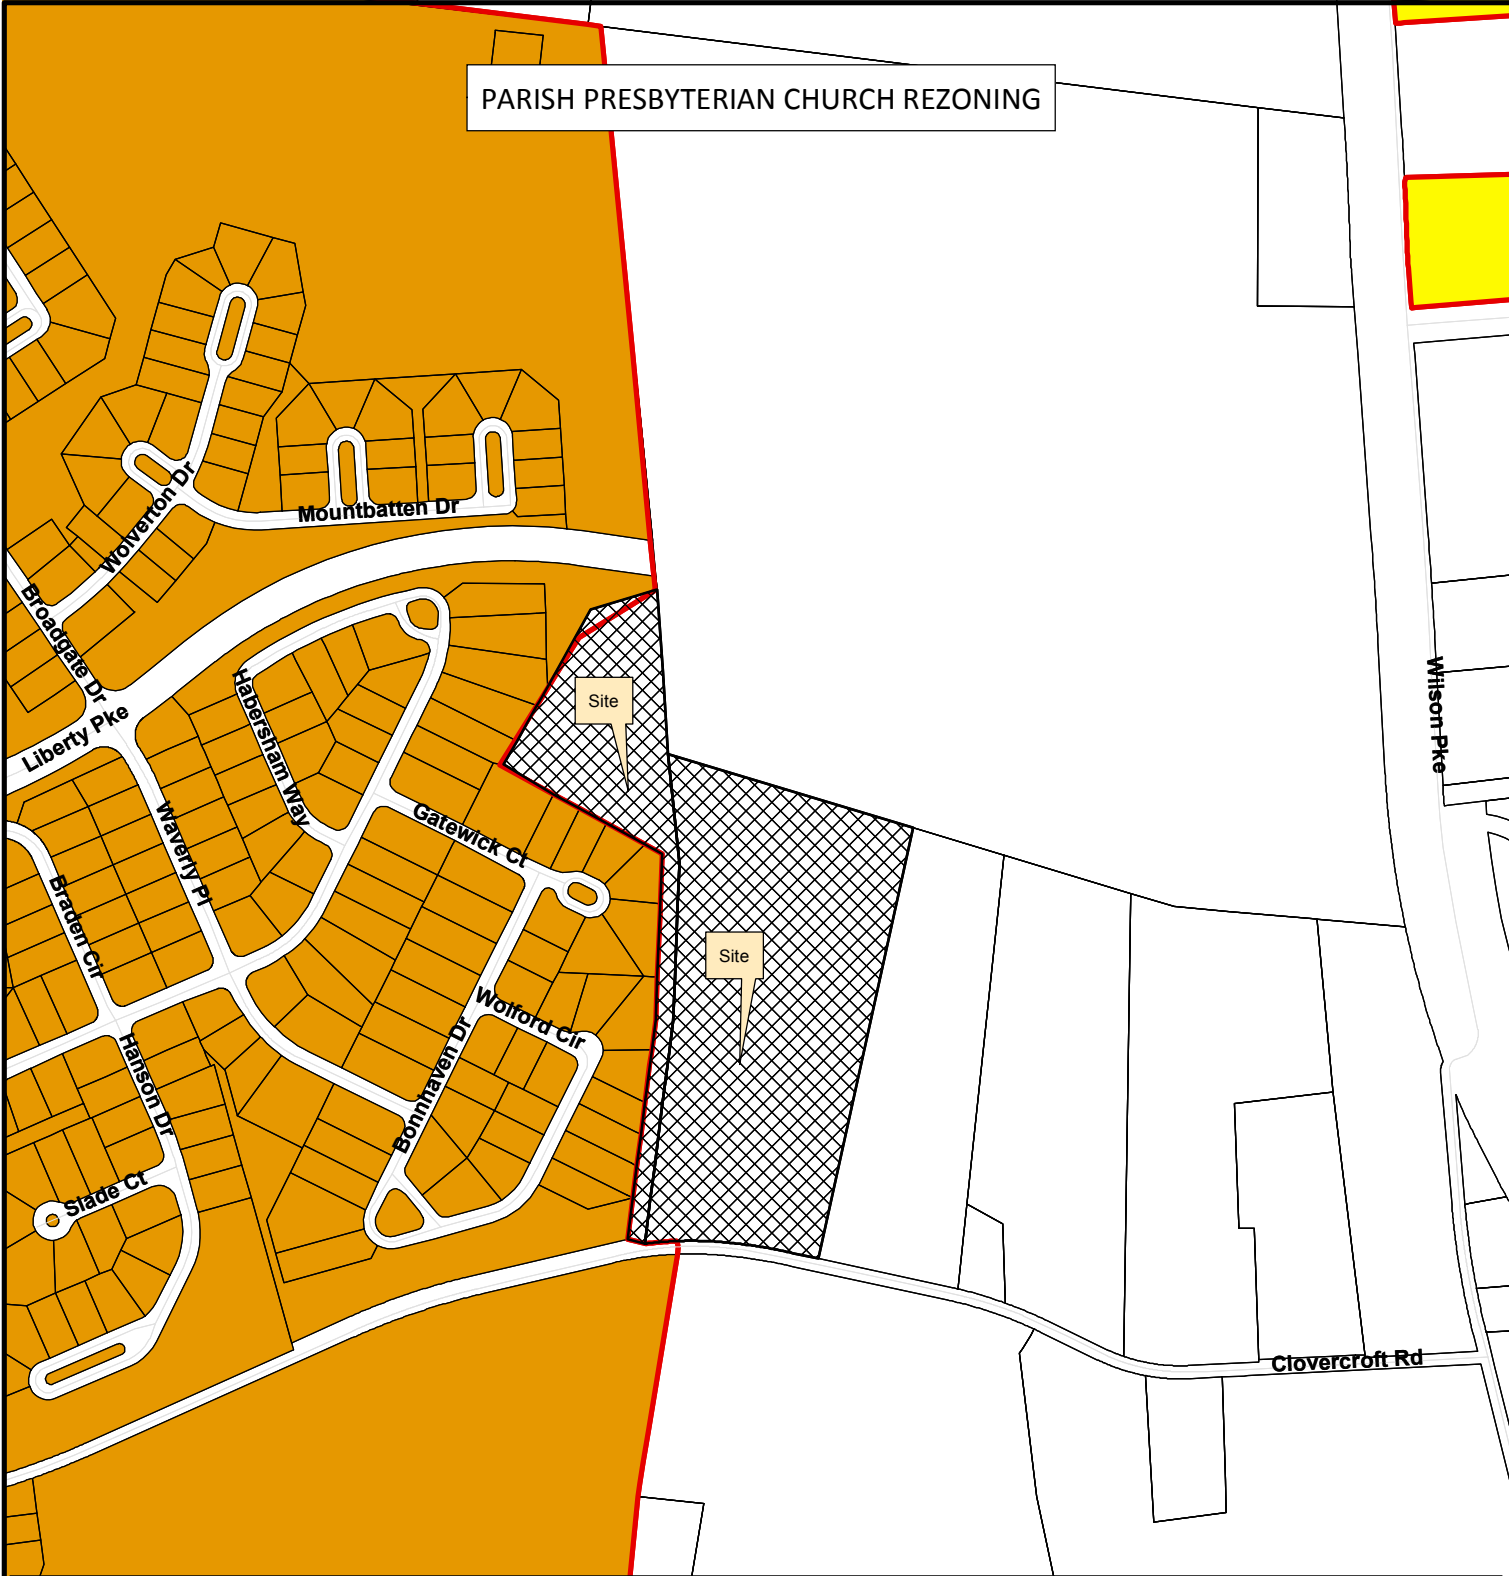 PARISH PRESBYTERIAN CHURCH REZONING
Wolverton Dr
Mountbatten Dr
Broadgate Dr
Liberty Pke
Habersham Way
Site
Wilson Pke
Waverly Pl
Gatewick Ct
Braden Cir
Site
Wolford Cir
Bonnhaven Dr
Hanson Dr
Slade Ct
Clovercroft Rd